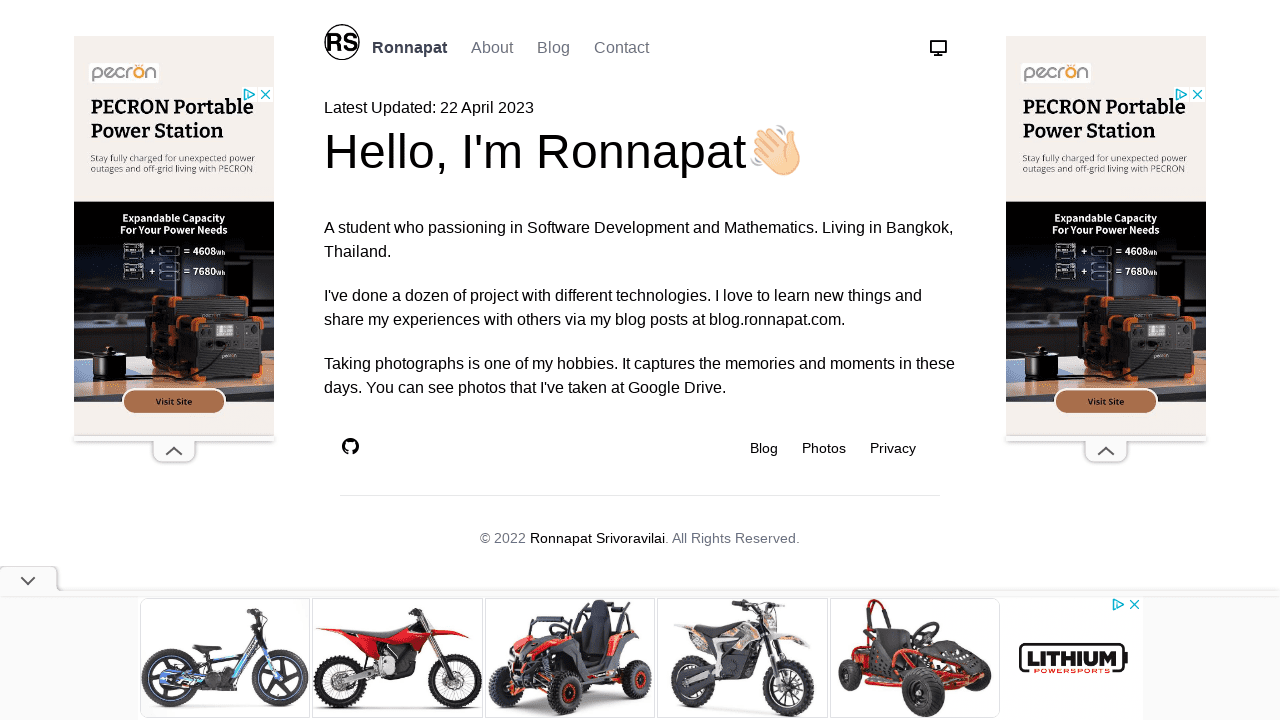 RS Ronnapat About Blog Contact
Latest Updated: 22 April 2023
Hello, I'm Ronnapat👋🏻
A student who passioning in Software Development and Mathematics. Living in Bangkok,
Thailand.
I've done a dozen of project with different technologies. I love to learn new things and
share my experiences with others via my blog posts at blog.ronnapat.com.
Taking photographs is one of my hobbies. It captures the memories and moments in these
days. You can see photos that I've taken at Google Drive.
Blog Photos Privacy
© 2022 Ronnapat Srivoravilai. All Rights Reserved.
pecron
PECRON Portable
Power Station
Stay fully charged for unexpected power
outages and off-grid living with PECRON
Expandable Capacity
For Your Power Needs
+ = 4608Wh
+ = 7680Wh
pecron
Visit Site
pecron
PECRON Portable
Power Station
Stay fully charged for unexpected power
outages and off-grid living with PECRON
Expandable Capacity
For Your Power Needs
+ = 4608Wh
+ = 7680Wh
pecron
Visit Site
LITHIUM
POWERSPORTS